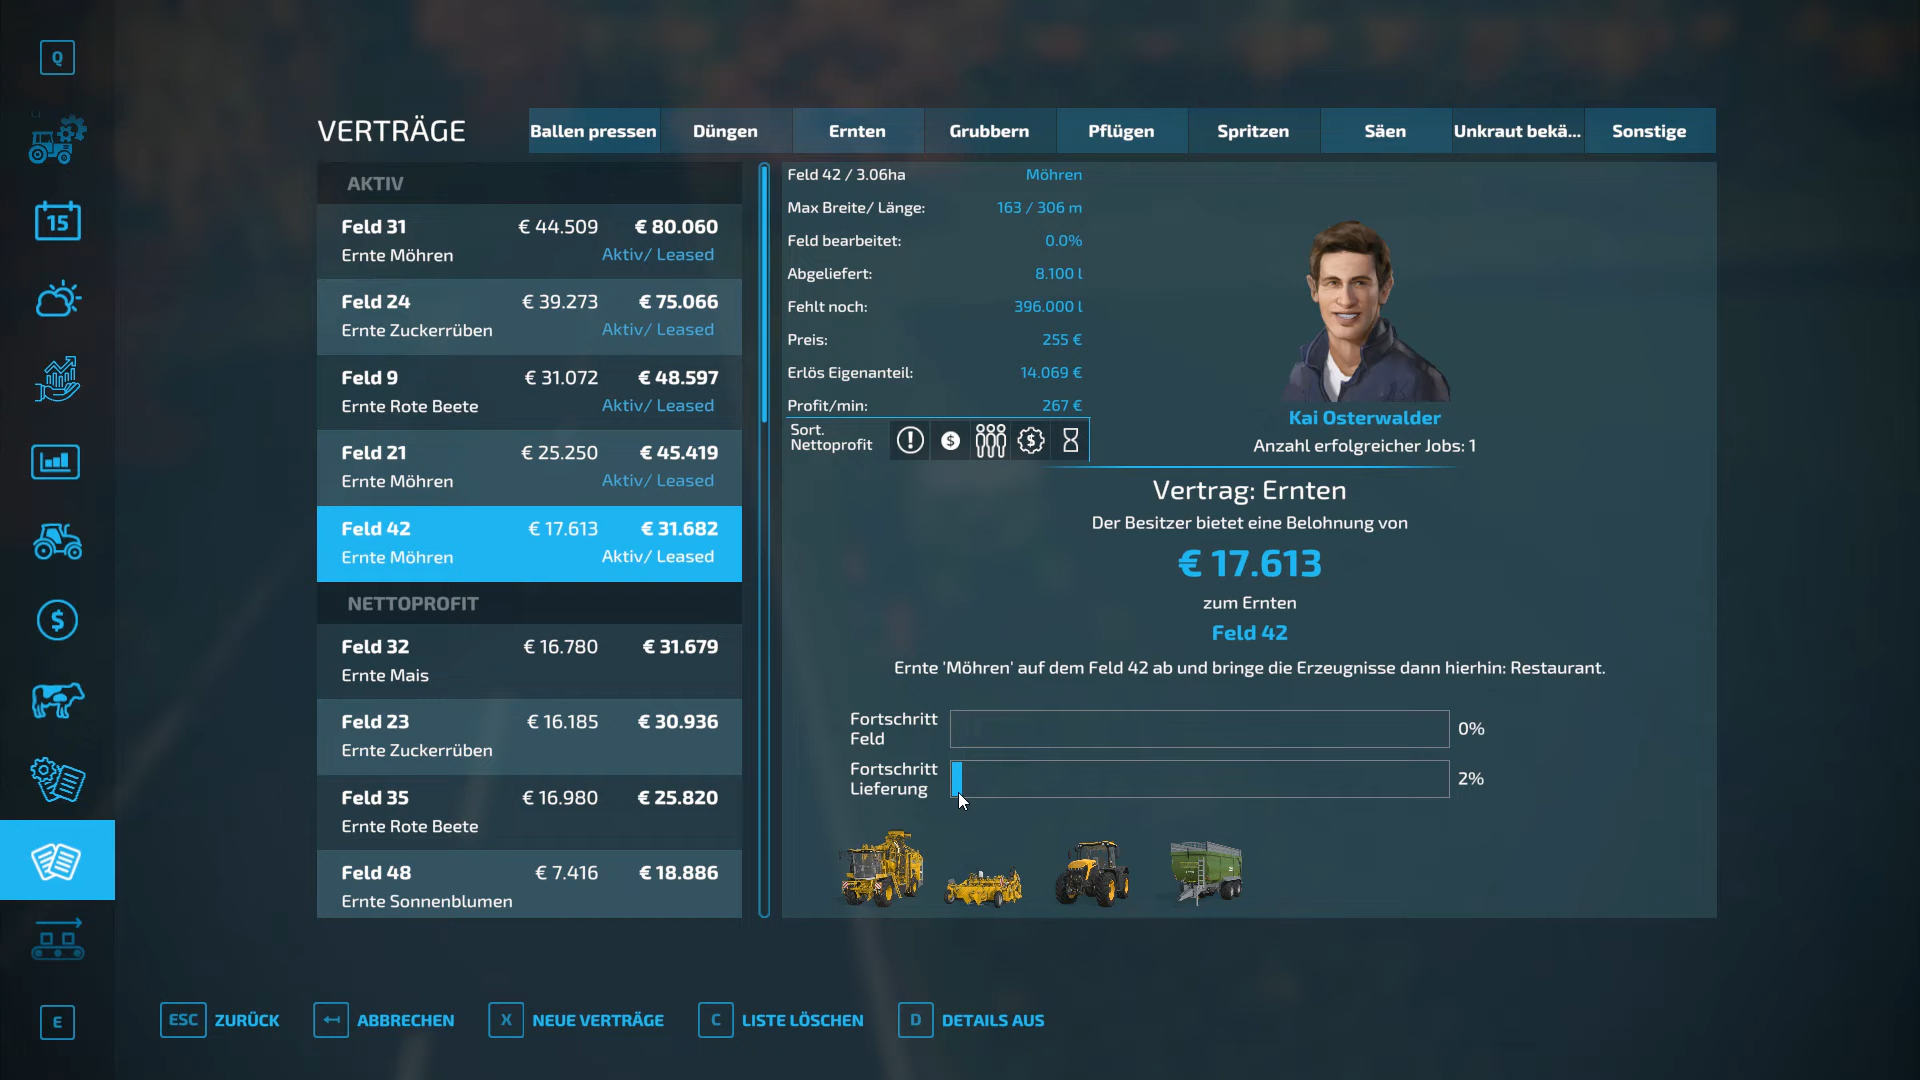 Q
VERTRÄGE
Ballen pressen
Düngen
Ernten
Grubbern
Pflügen
Spritzen
Säen
Unkraut bekä...
Sonstige
15
AKTIV
Feld 31 € 44.509 € 80.060
Ernte Möhren Aktiv/ Leased
Feld 24 € 39.273 € 75.066
Ernte Zuckerrüben Aktiv/ Leased
Feld 9 € 31.072 € 48.597
Ernte Rote Beete Aktiv/ Leased
Feld 21 € 25.250 € 45.419
Ernte Möhren Aktiv/ Leased
Feld 42 € 17.613 € 31.682
Ernte Möhren Aktiv/ Leased
NETTOPROFIT
Feld 32 € 16.780 € 31.679
Ernte Mais
Feld 23 € 16.185 € 30.936
Ernte Zuckerrüben
Feld 35 € 16.980 € 25.820
Ernte Rote Beete
Feld 48 € 7.416 € 18.886
Ernte Sonnenblumen
Feld 42 / 3.06ha Möhren
Max Breite/ Länge: 163 / 306 m
Feld bearbeitet: 0.0%
Abgeliefert: 8.100 l
Fehlt noch: 396.000 l
Preis: 255 €
Erlös Eigenanteil: 14.069 €
Profit/min: 267 €
Sort.
Nettoprofit
Kai Osterwalder
Anzahl erfolgreicher Jobs: 1
Vertrag: Ernten
Der Besitzer bietet eine Belohnung von
€ 17.613
zum Ernten
Feld 42
Ernte 'Möhren' auf dem Feld 42 ab und bringe die Erzeugnisse dann hierhin: Restaurant.
Fortschritt
Feld
0%
Fortschritt
Lieferung
2%
E
ESC ZURÜCK
ABBRECHEN
X NEUE VERTRÄGE
C LISTE LÖSCHEN
D DETAILS AUS